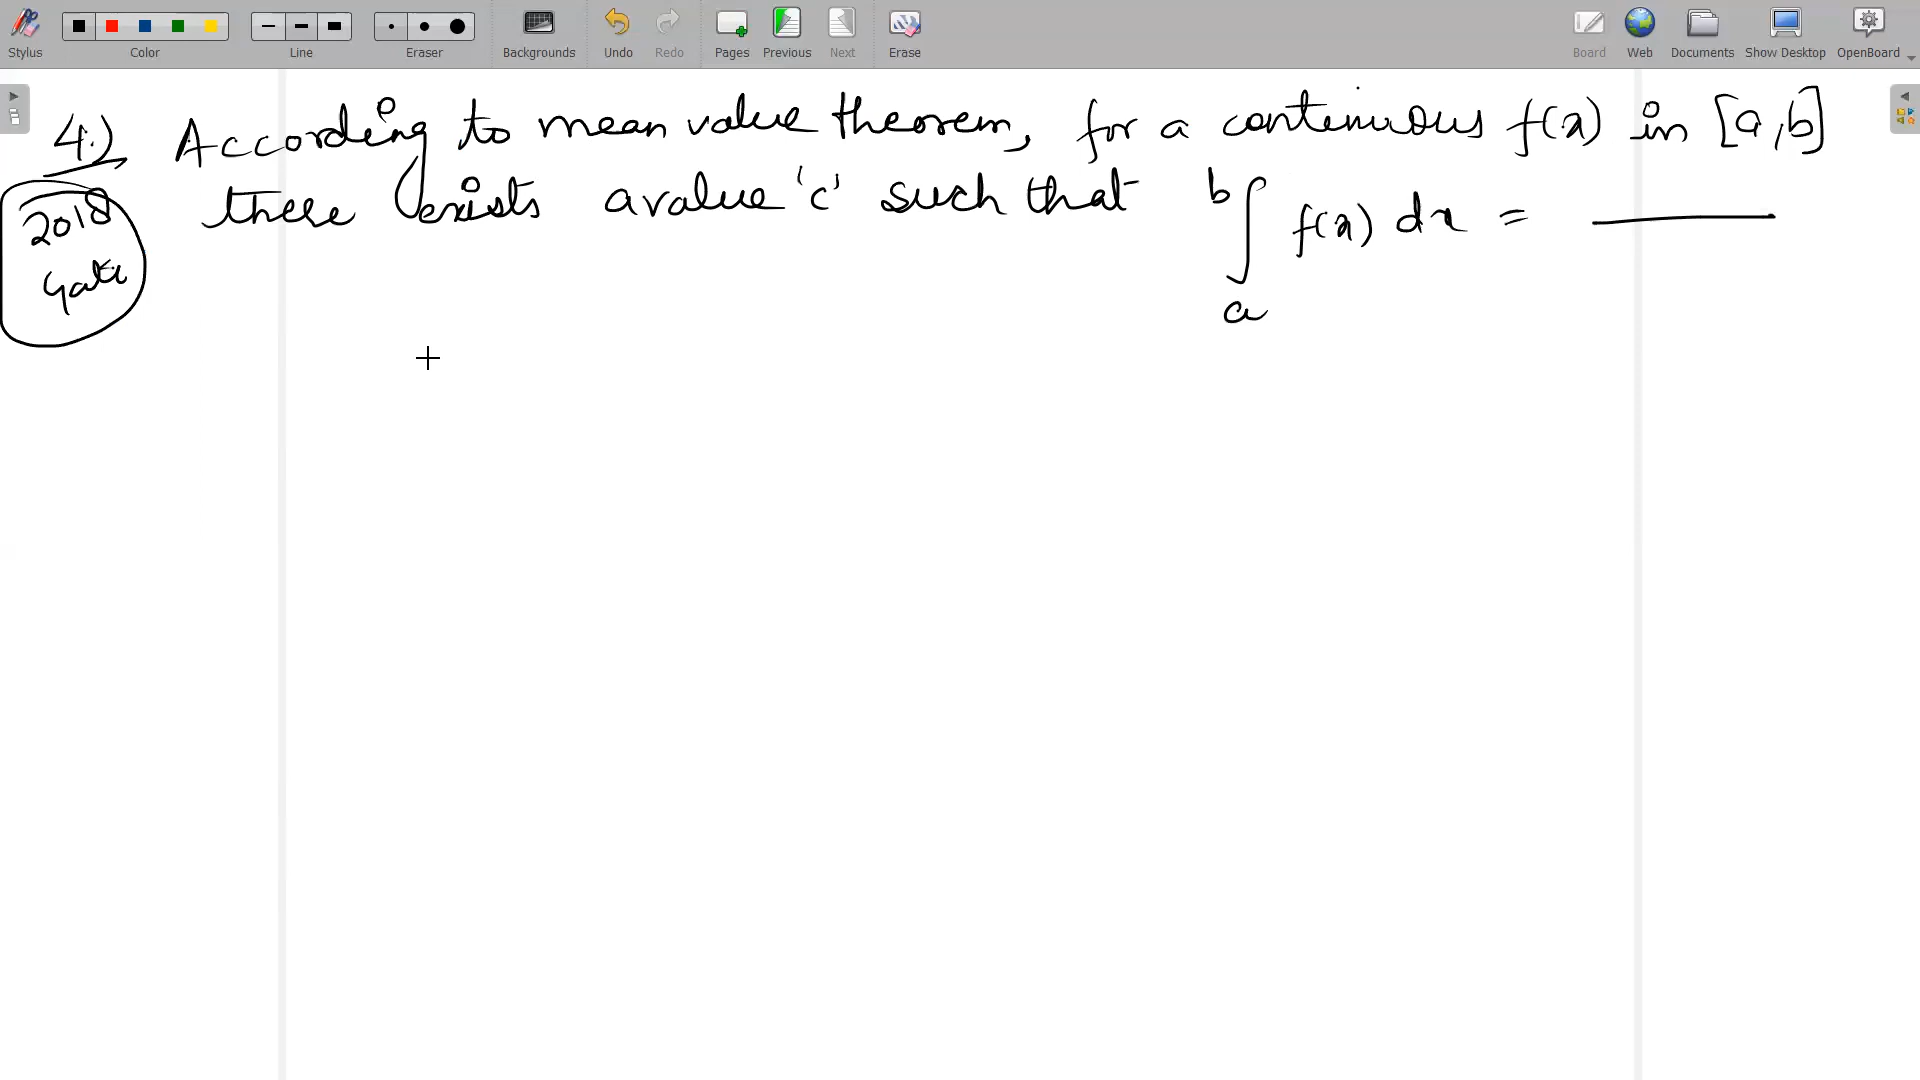 Stylus Color Line Eraser Backgrounds Undo Redo Pages Previous Next Erase Board Web Documents Show Desktop OpenBoard
4.) According to mean value theorem, for a continuous f(x) in [a,b]
there exists a value 'c' such that b∫a f(x) dx = ______
2018
Gate